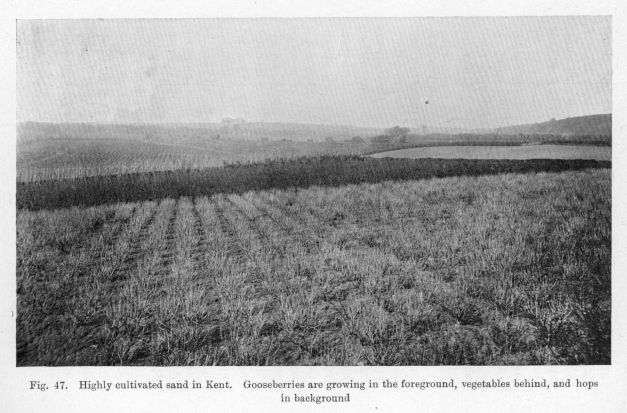 Fig. 47. Highly cultivated sand in Kent. Gooseberries are growing in the foreground, vegetables behind, and hops
in background